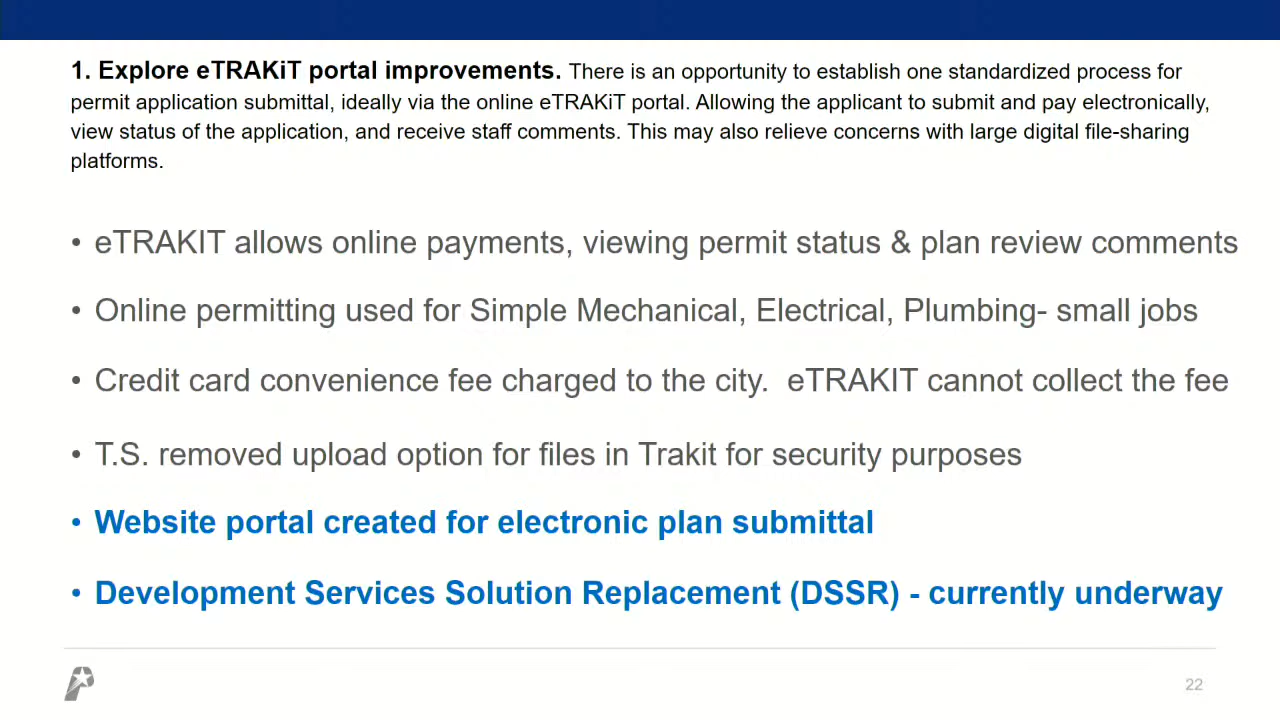 1. Explore eTRAKiT portal improvements. There is an opportunity to establish one standardized process for
permit application submittal, ideally via the online eTRAKiT portal. Allowing the applicant to submit and pay electronically,
view status of the application, and receive staff comments. This may also relieve concerns with large digital file-sharing
platforms.
• eTRAKIT allows online payments, viewing permit status & plan review comments
• Online permitting used for Simple Mechanical, Electrical, Plumbing- small jobs
• Credit card convenience fee charged to the city.  eTRAKIT cannot collect the fee
• T.S. removed upload option for files in Trakit for security purposes
• Website portal created for electronic plan submittal
• Development Services Solution Replacement (DSSR) - currently underway
P
22